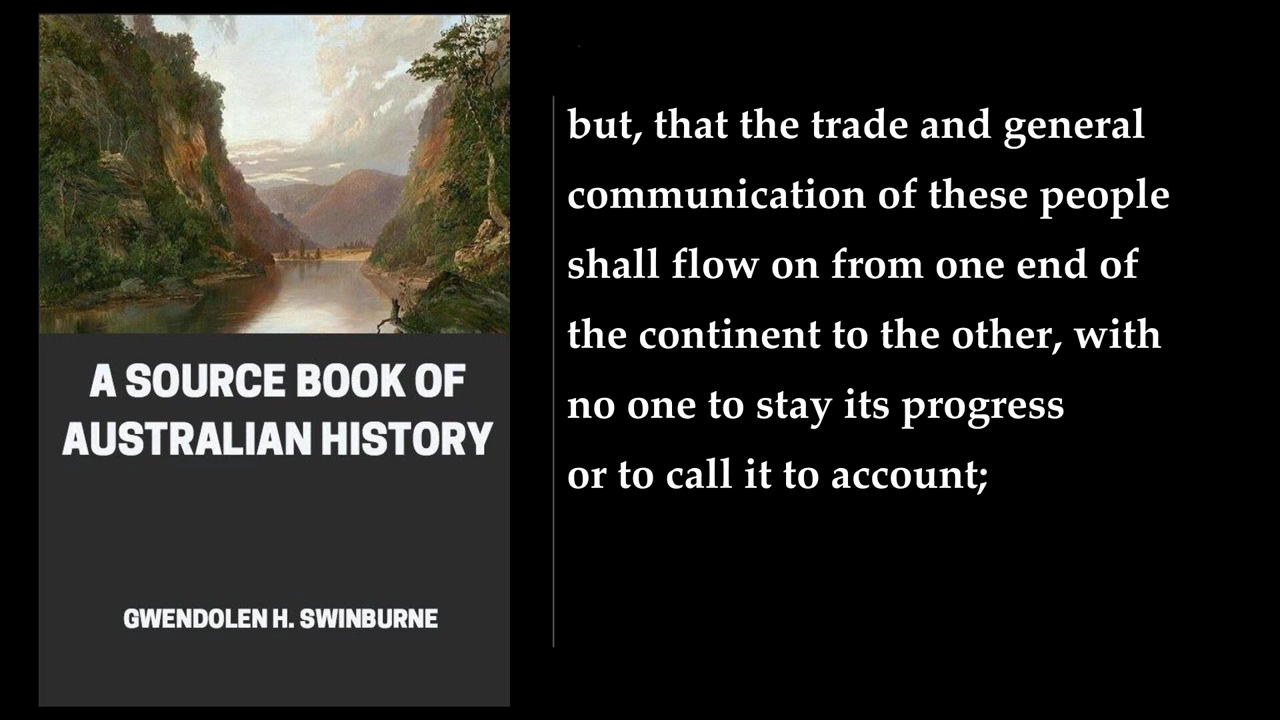 A SOURCE BOOK OF
AUSTRALIAN HISTORY
GWENDOLEN H. SWINBURNE
but, that the trade and general
communication of these people
shall flow on from one end of
the continent to the other, with
no one to stay its progress
or to call it to account;